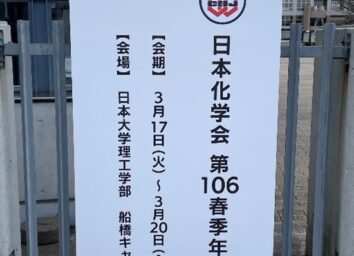 日本化学会 第106春季年
【会期】 3月17日(火)~3月20日(
【会場】 日本大学理工学部 船橋キャ